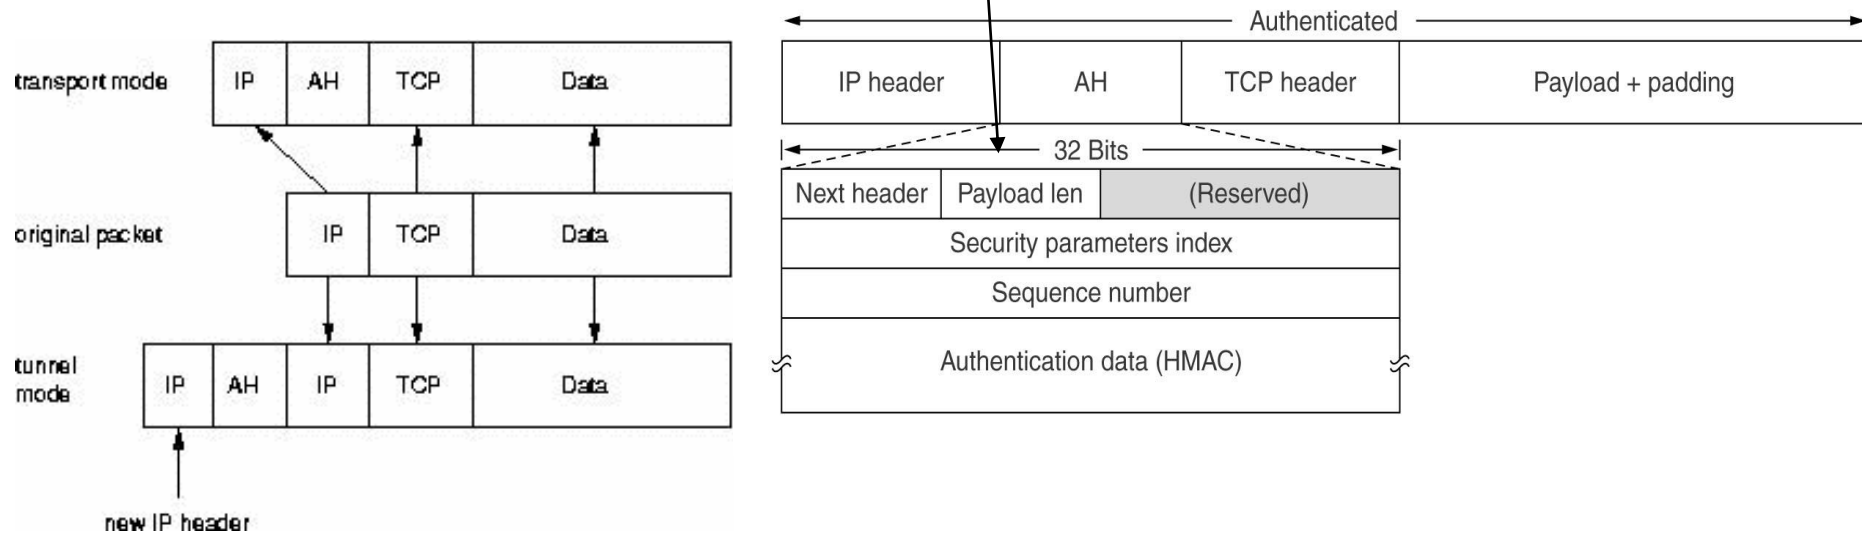 transport mode
IP AH TCP Data
original packet
IP TCP Data
tunnel
mode
IP AH IP TCP Data
new IP header
Authenticated
IP header AH TCP header Payload + padding
32 Bits
Next header Payload len (Reserved)
Security parameters index
Sequence number
Authentication data (HMAC)